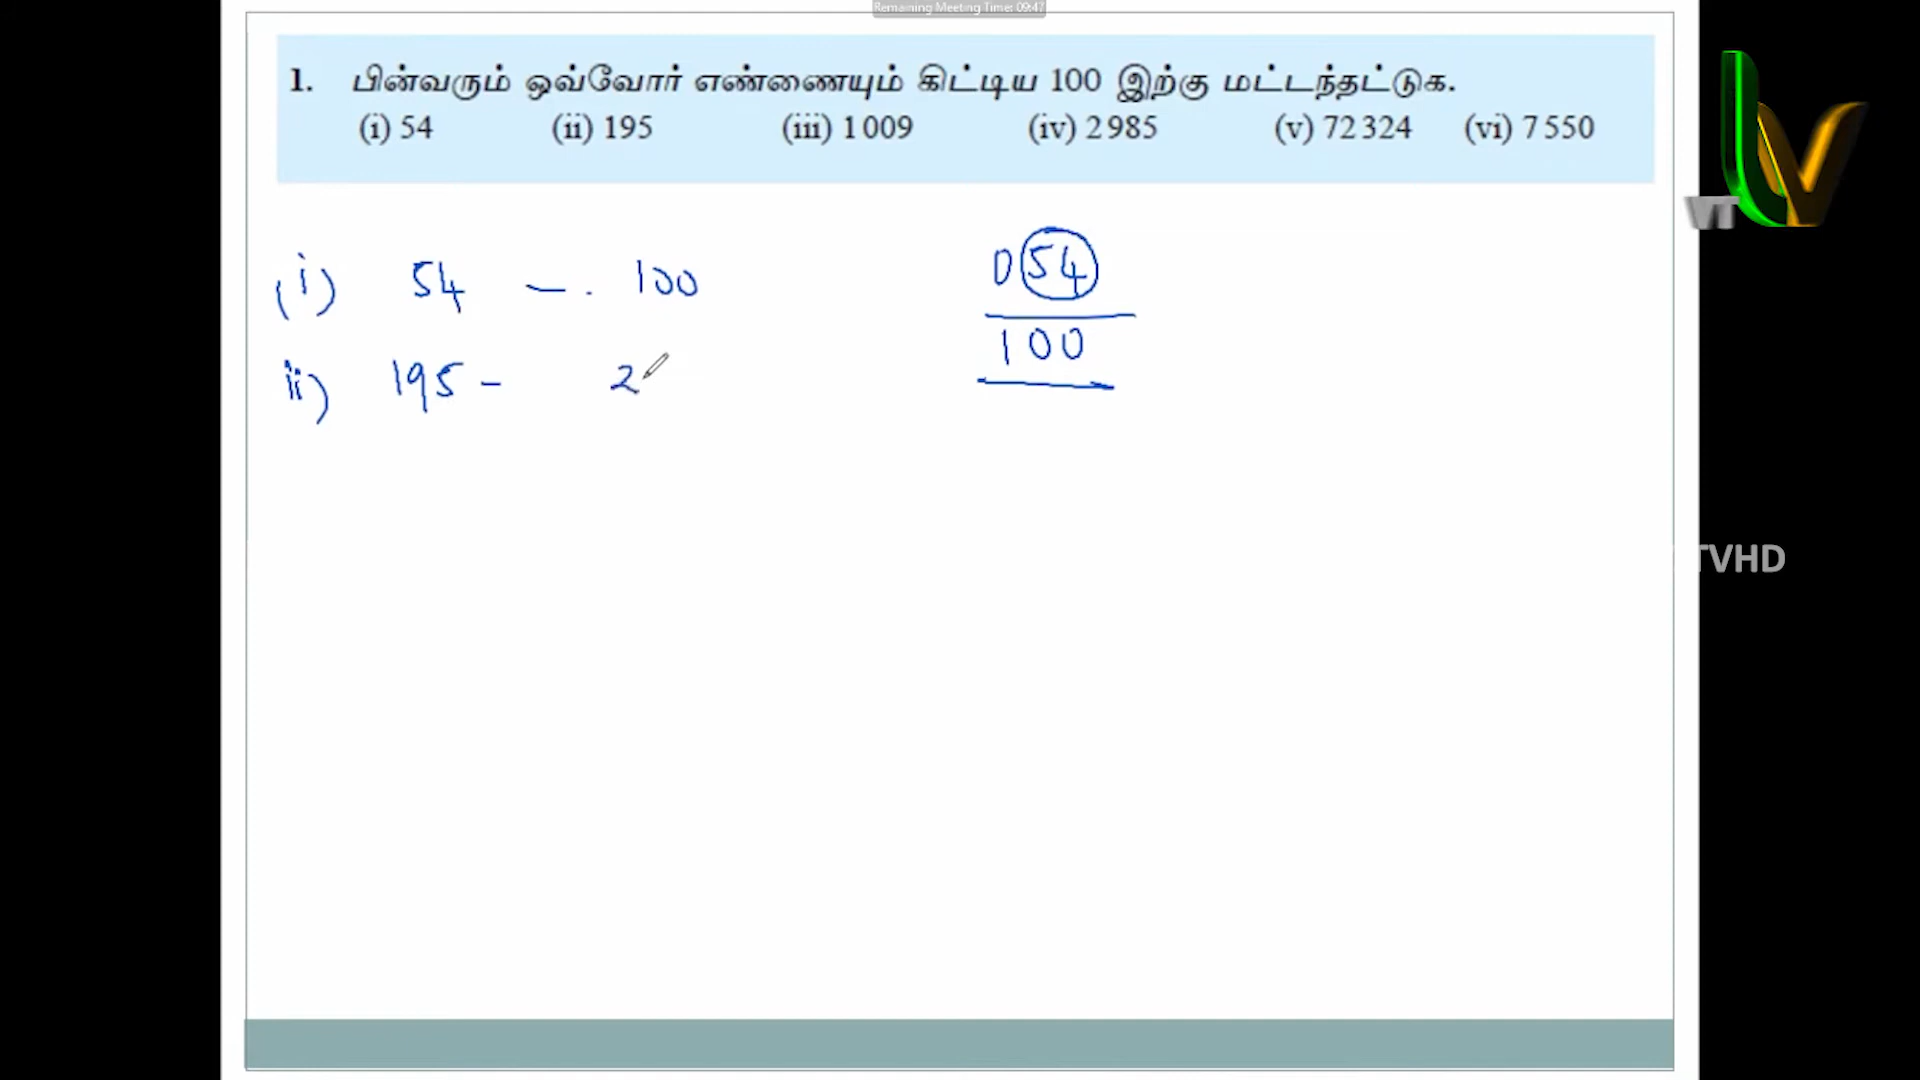 Remaining Meeting Time: 09:47
1. பின்வரும் ஒவ்வோர் எண்ணையும் கிட்டிய 100 இற்கு மட்டந்தட்டுக.
(i) 54 (ii) 195 (iii) 1009 (iv) 2985 (v) 72324 (vi) 7550
VT
(i) 54 – . 100
054
100
ii) 195 – 2
TVHD